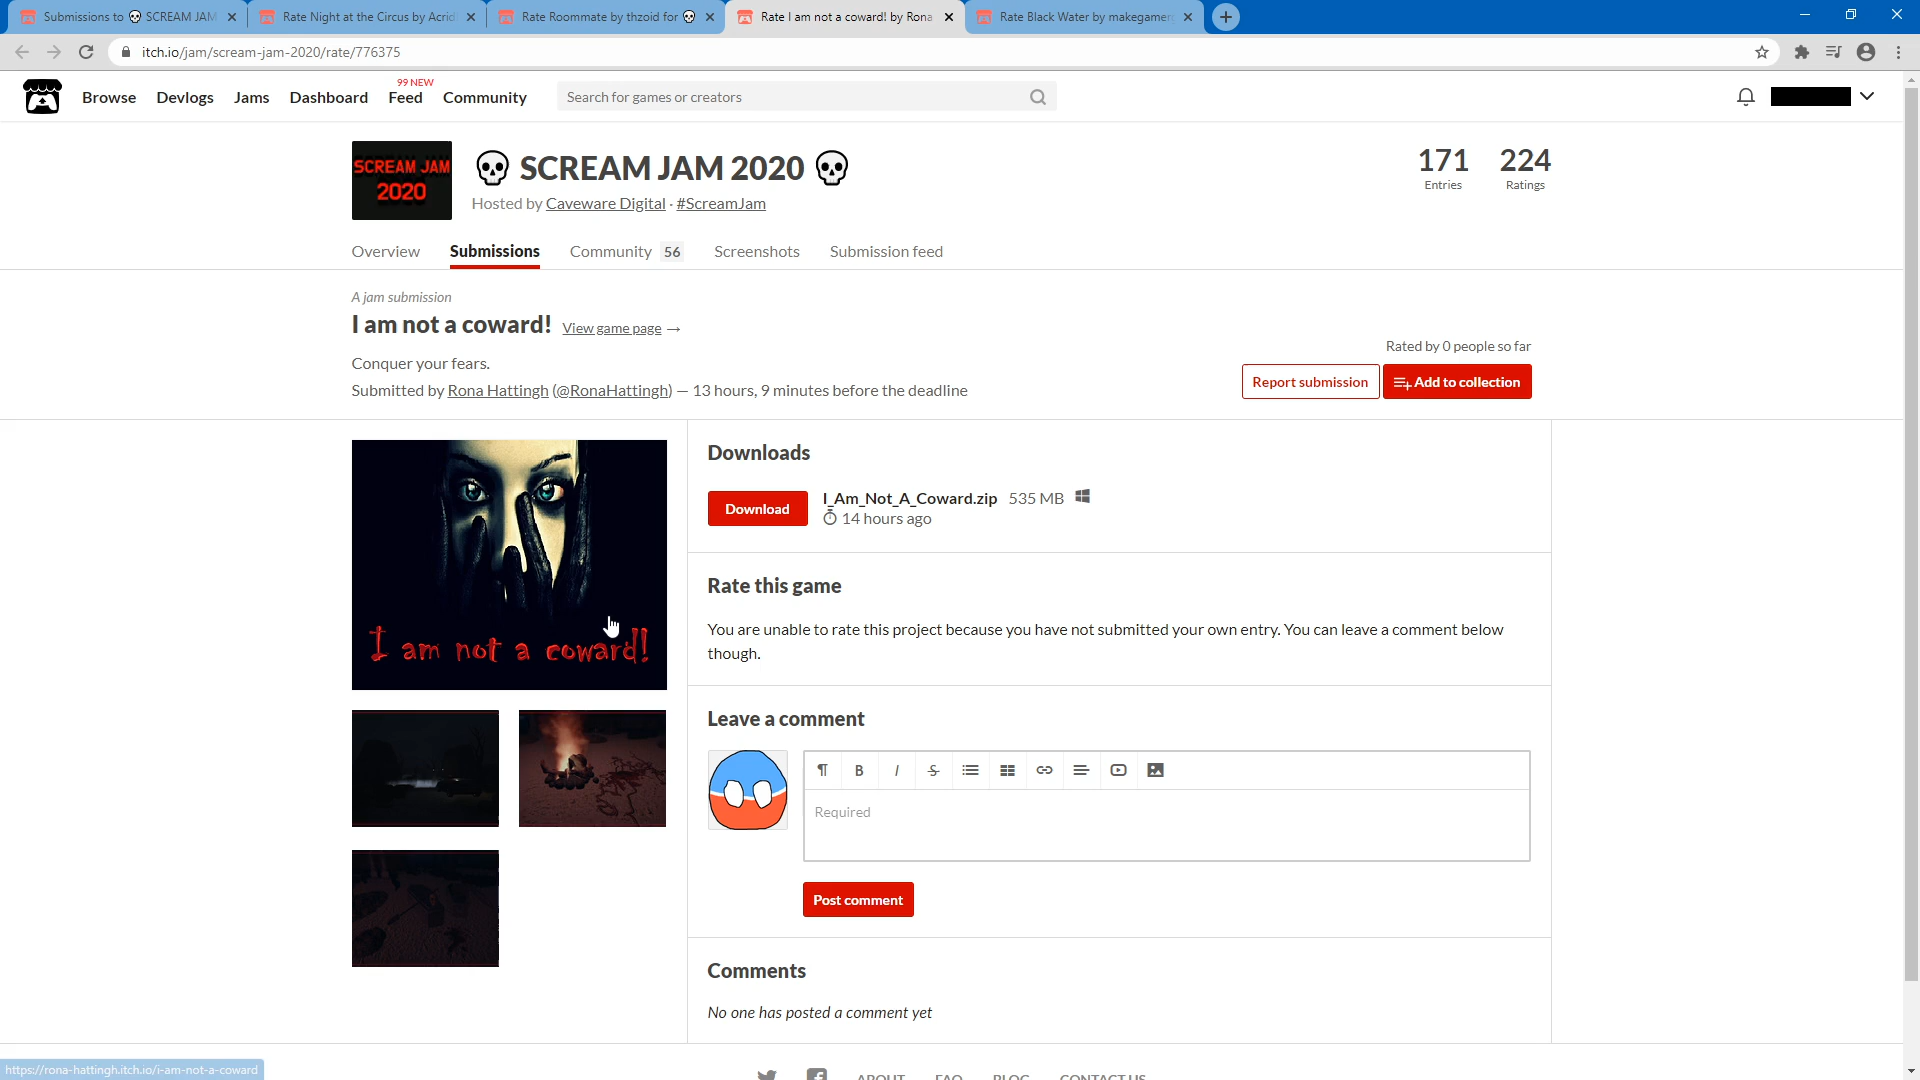 Submissions to 💀 SCREAM JAM
Rate Night at the Circus by Acrid
Rate Roommate by thzoid for 💀
Rate I am not a coward! by Rona
Rate Black Water by makegamer
itch.io/jam/scream-jam-2020/rate/776375
99 NEW
Browse Devlogs Jams Dashboard Feed Community
Search for games or creators
SCREAM JAM
2020
💀 SCREAM JAM 2020 💀
Hosted by Caveware Digital · #ScreamJam
171
Entries
224
Ratings
Overview Submissions Community 56 Screenshots Submission feed
A jam submission
I am not a coward! View game page →
Conquer your fears.
Submitted by Rona Hattingh (@RonaHattingh) — 13 hours, 9 minutes before the deadline
Rated by 0 people so far
Report submission
Add to collection
I am not a coward!
Downloads
Download
I_Am_Not_A_Coward.zip 535 MB
14 hours ago
Rate this game
You are unable to rate this project because you have not submitted your own entry. You can leave a comment below
though.
Leave a comment
¶ B I S
Required
Post comment
Comments
No one has posted a comment yet
https://rona-hattingh.itch.io/i-am-not-a-coward
ABOUT FAQ BLOG CONTACT US